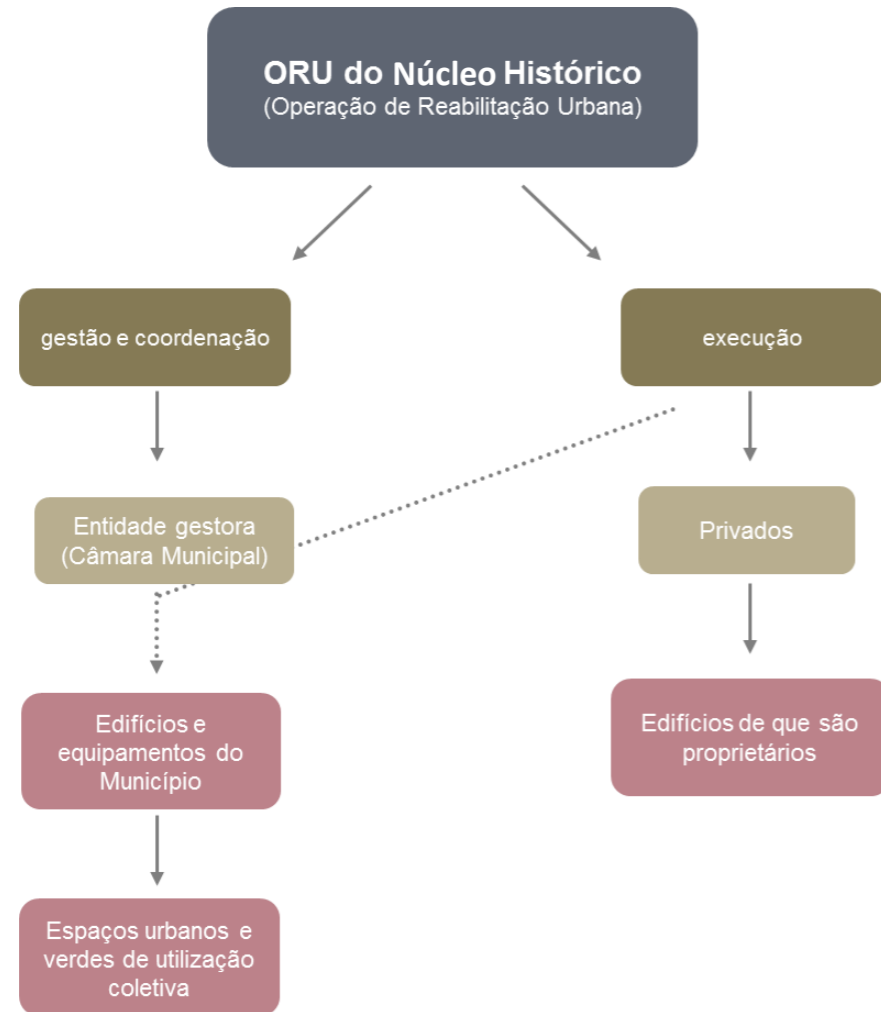 ORU do Núcleo Histórico
(Operação de Reabilitação Urbana)
gestão e coordenação
execução
Entidade gestora
(Câmara Municipal)
Privados
Edifícios e
equipamentos do
Município
Edifícios de que são
proprietários
Espaços urbanos e
verdes de utilização
coletiva